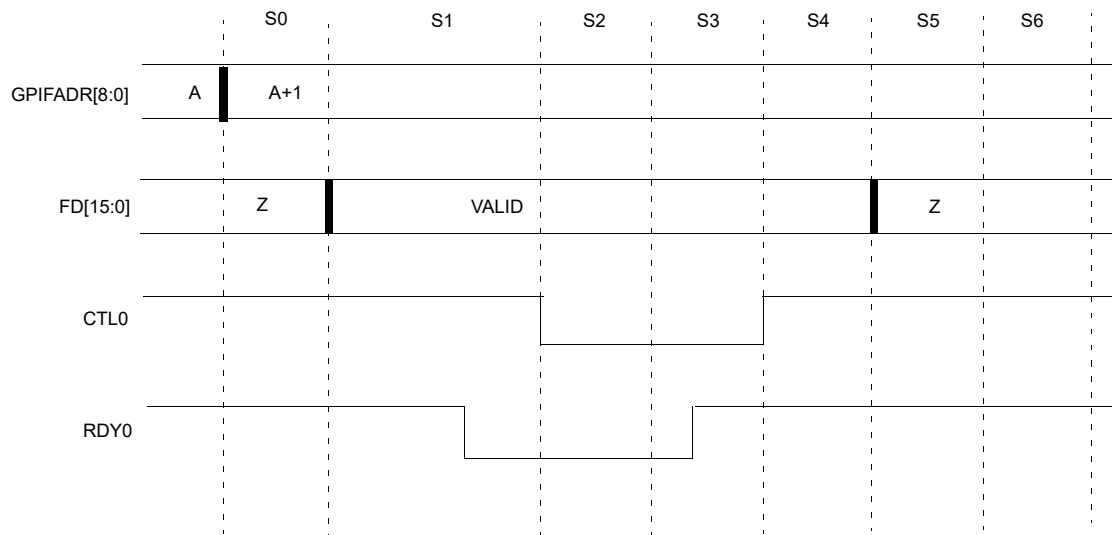 S0 S1 S2 S3 S4 S5 S6
GPIFADR[8:0] A A+1
FD[15:0] Z VALID Z
CTL0
RDY0